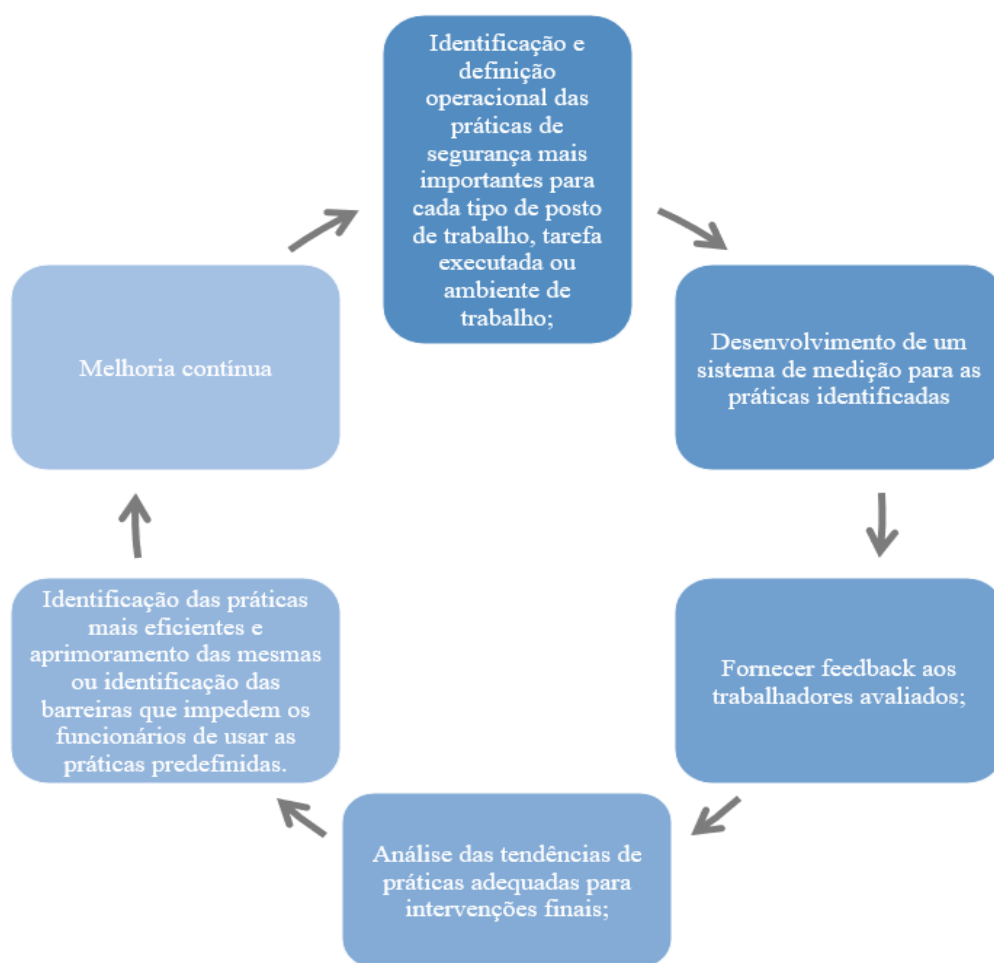 Identificação e
definição
operacional das
práticas de
segurança mais
importantes para
cada tipo de posto
de trabalho, tarefa
executada ou
ambiente de
trabalho;
Desenvolvimento de um
sistema de medição para as
práticas identificadas
Fornecer feedback aos
trabalhadores avaliados;
Análise das tendências de
práticas adequadas para
intervenções finais;
Identificação das práticas
mais eficientes e
aprimoramento das mesmas
ou identificação das
barreiras que impedem os
funcionários de usar as
práticas predefinidas.
Melhoria contínua